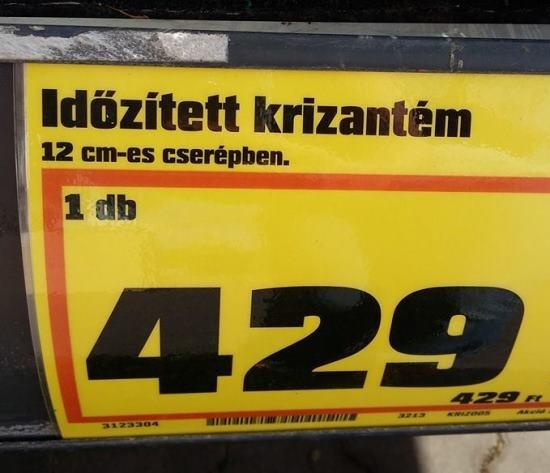 Időzített krizantém
12 cm-es cserépben.
1 db
429
429 Ft
3123304 3213 KRIZ005 Akció